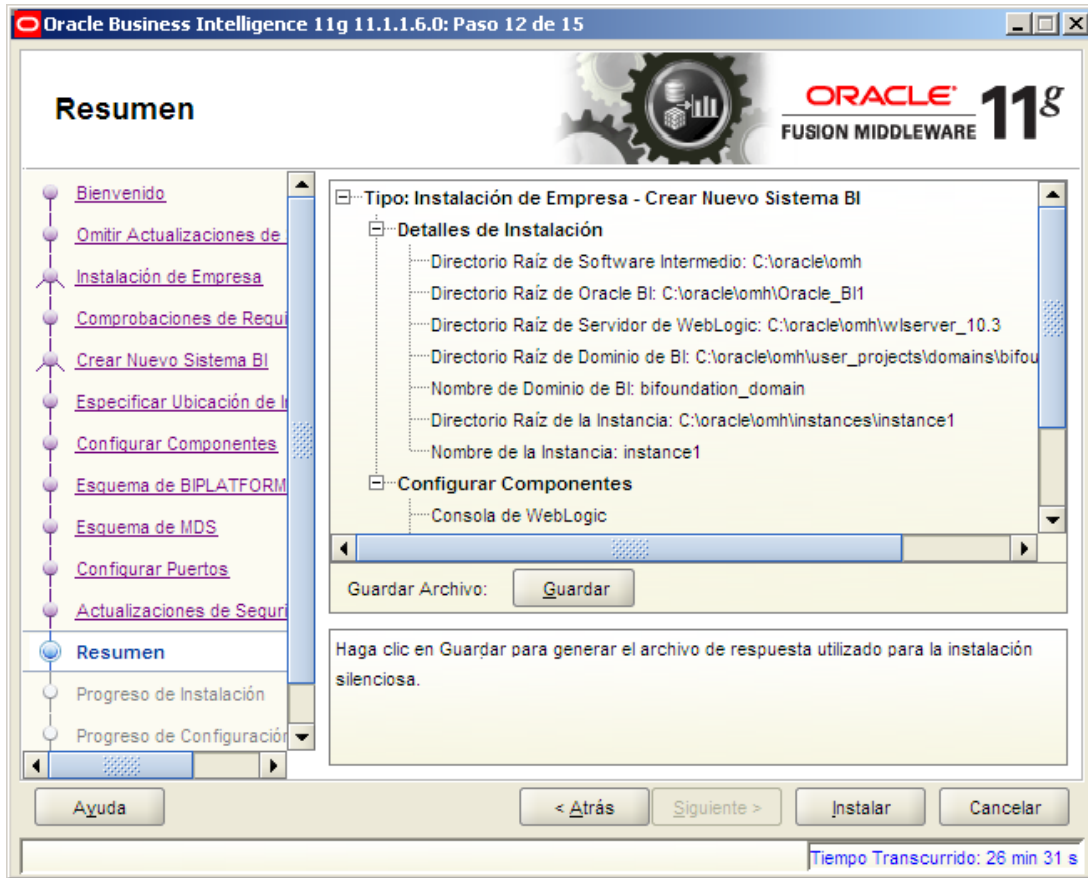 Oracle Business Intelligence 11g 11.1.1.6.0: Paso 12 de 15
Resumen
ORACLE
FUSION MIDDLEWARE
11g
Bienvenido
Omitir Actualizaciones de
Instalación de Empresa
Comprobaciones de Requi
Crear Nuevo Sistema BI
Especificar Ubicación de I
Configurar Componentes
Esquema de BIPLATFORM
Esquema de MDS
Configurar Puertos
Actualizaciones de Seguri
Resumen
Progreso de Instalación
Progreso de Configuración
Tipo: Instalación de Empresa - Crear Nuevo Sistema BI
Detalles de Instalación
Directorio Raíz de Software Intermedio: C:\oracle\omh
Directorio Raíz de Oracle BI: C:\oracle\omh\Oracle_BI1
Directorio Raíz de Servidor de WebLogic: C:\oracle\omh\wlserver_10.3
Directorio Raíz de Dominio de BI: C:\oracle\omh\user_projects\domains\bifou
Nombre de Dominio de BI: bifoundation_domain
Directorio Raíz de la Instancia: C:\oracle\omh\instances\instance1
Nombre de la Instancia: instance1
Configurar Componentes
Consola de WebLogic
Guardar Archivo: Guardar
Haga clic en Guardar para generar el archivo de respuesta utilizado para la instalación
silenciosa.
Ayuda < Atrás Siguiente > Instalar Cancelar
Tiempo Transcurrido: 26 min 31 s